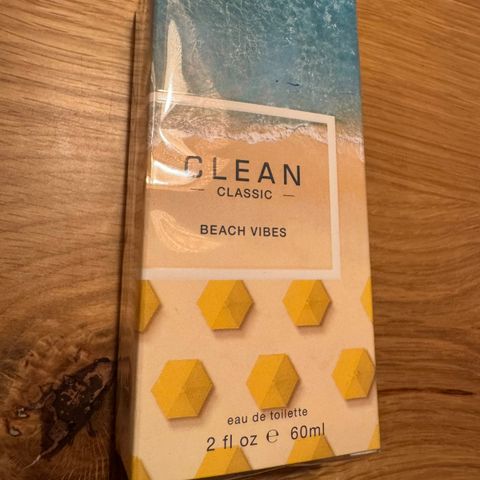 CLEAN
— CLASSIC —
BEACH VIBES
eau de toilette
2 fl oz ℮ 60ml